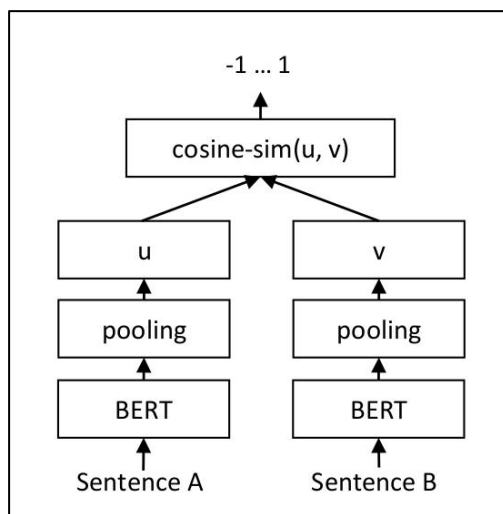 -1 … 1
cosine-sim(u, v)
u v
pooling pooling
BERT BERT
Sentence A Sentence B